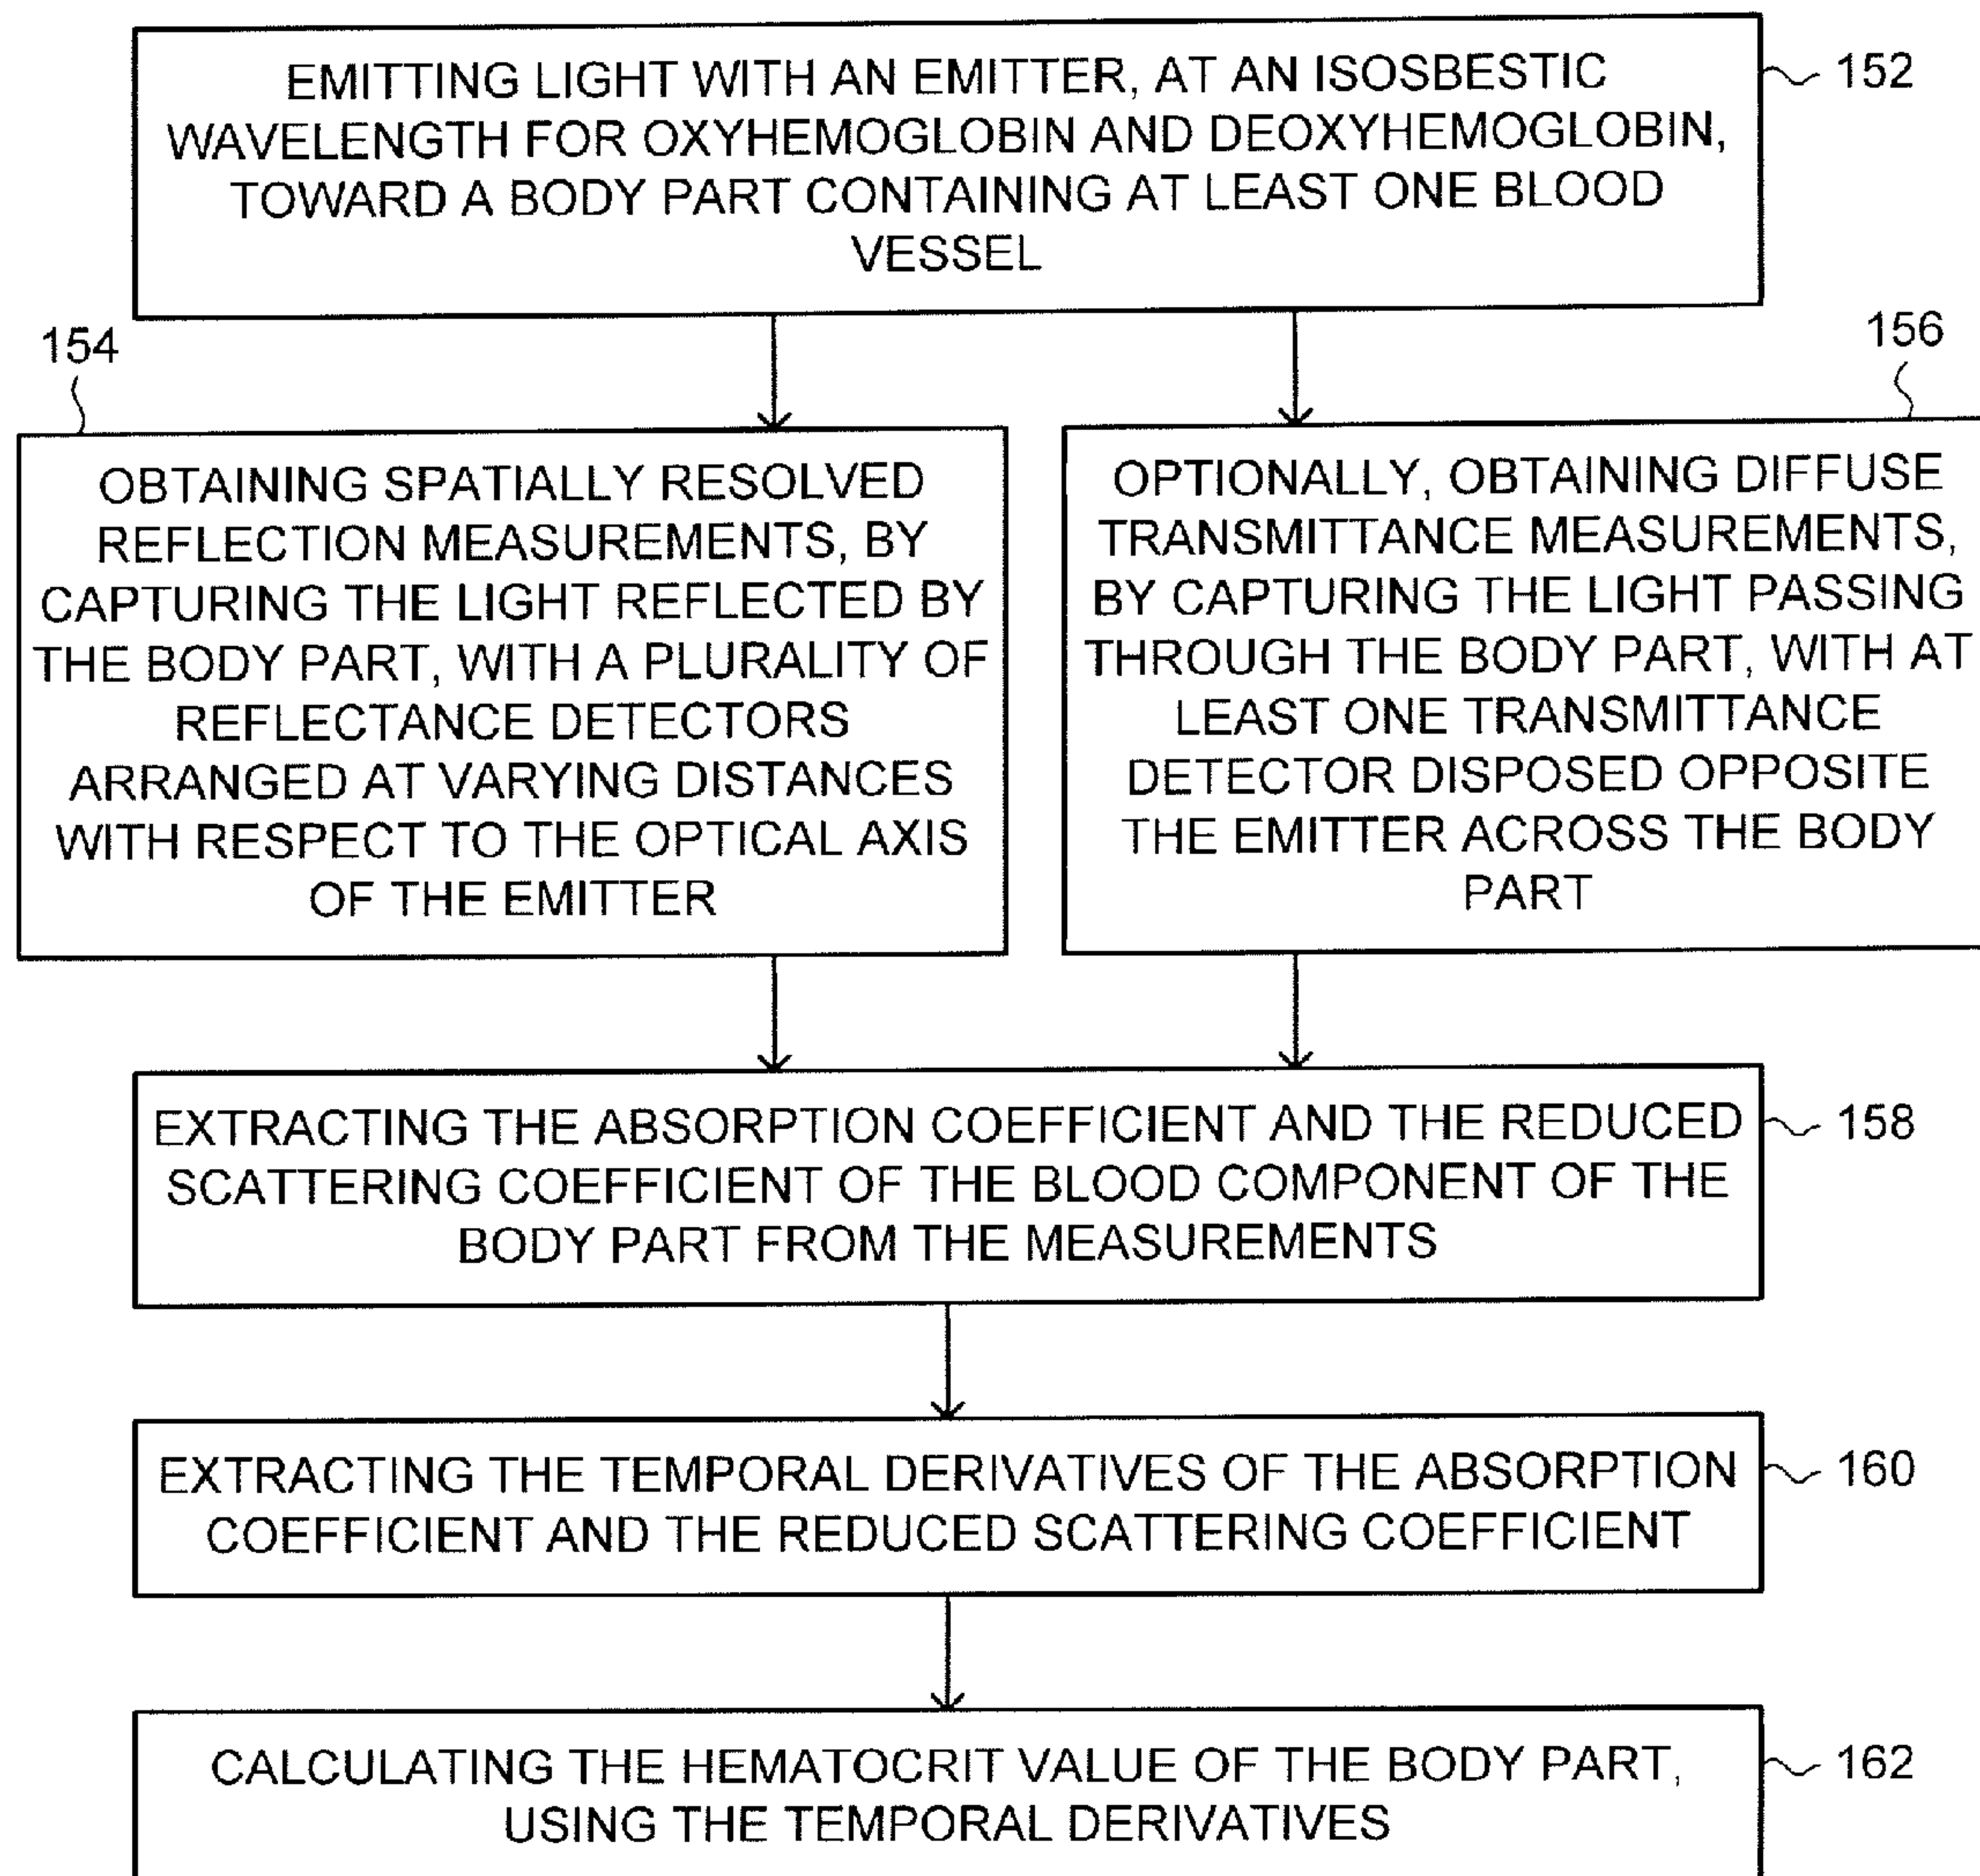 EMITTING LIGHT WITH AN EMITTER, AT AN ISOSBESTIC
WAVELENGTH FOR OXYHEMOGLOBIN AND DEOXYHEMOGLOBIN,
TOWARD A BODY PART CONTAINING AT LEAST ONE BLOOD
VESSEL
152
154
OBTAINING SPATIALLY RESOLVED
REFLECTION MEASUREMENTS, BY
CAPTURING THE LIGHT REFLECTED BY
THE BODY PART, WITH A PLURALITY OF
REFLECTANCE DETECTORS
ARRANGED AT VARYING DISTANCES
WITH RESPECT TO THE OPTICAL AXIS
OF THE EMITTER
156
OPTIONALLY, OBTAINING DIFFUSE
TRANSMITTANCE MEASUREMENTS,
BY CAPTURING THE LIGHT PASSING
THROUGH THE BODY PART, WITH AT
LEAST ONE TRANSMITTANCE
DETECTOR DISPOSED OPPOSITE
THE EMITTER ACROSS THE BODY
PART
EXTRACTING THE ABSORPTION COEFFICIENT AND THE REDUCED
SCATTERING COEFFICIENT OF THE BLOOD COMPONENT OF THE
BODY PART FROM THE MEASUREMENTS
158
EXTRACTING THE TEMPORAL DERIVATIVES OF THE ABSORPTION
COEFFICIENT AND THE REDUCED SCATTERING COEFFICIENT
160
CALCULATING THE HEMATOCRIT VALUE OF THE BODY PART,
USING THE TEMPORAL DERIVATIVES
162